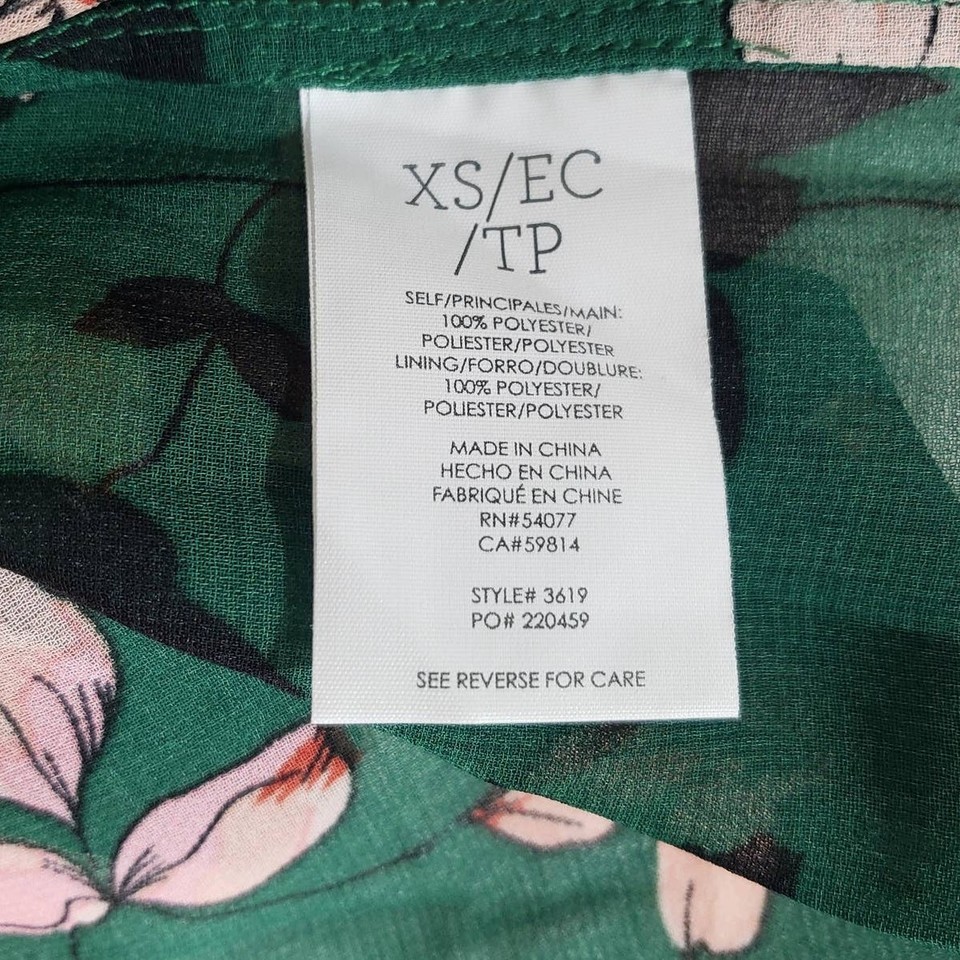 XS/EC
/TP
SELF/PRINCIPALES/MAIN:
100% POLYESTER/
POLIESTER/POLYESTER
LINING/FORRO/DOUBLURE:
100% POLYESTER/
POLIESTER/POLYESTER
MADE IN CHINA
HECHO EN CHINA
FABRIQUÉ EN CHINE
RN#54077
CA#59814
STYLE# 3619
PO# 220459
SEE REVERSE FOR CARE